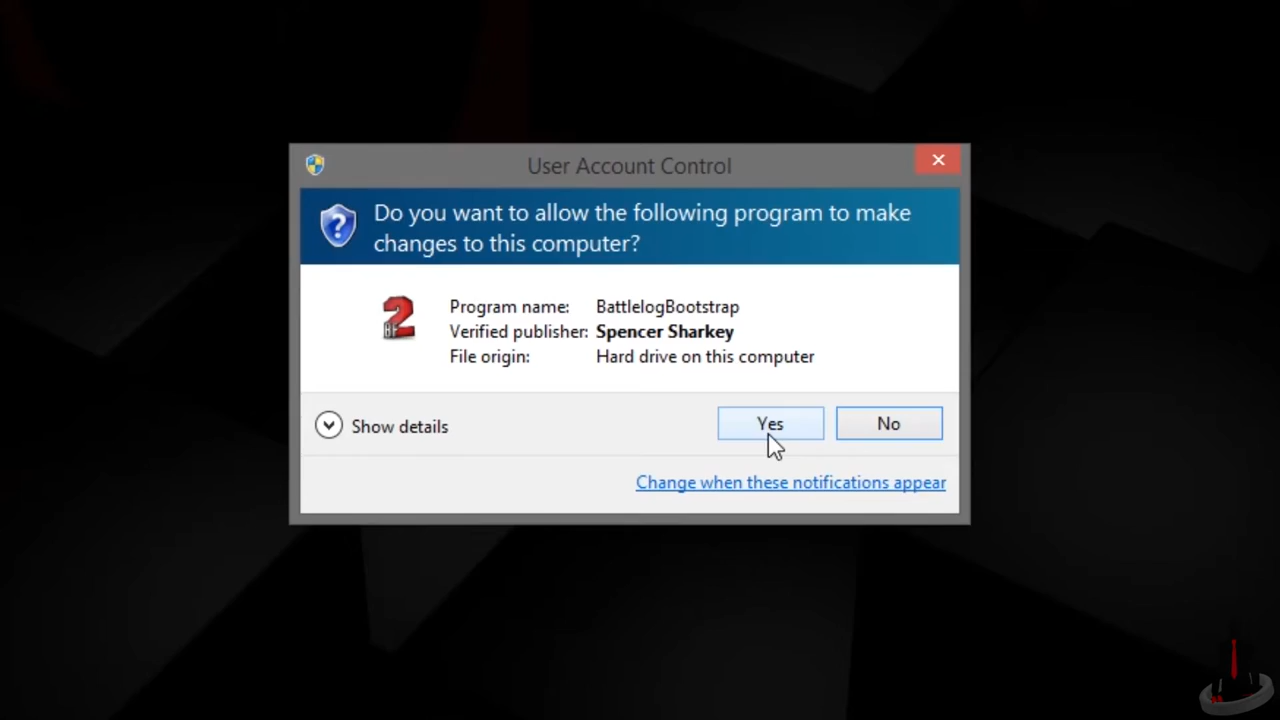 User Account Control
Do you want to allow the following program to make
changes to this computer?
2
Program name: BattlelogBootstrap
Verified publisher: Spencer Sharkey
File origin: Hard drive on this computer
Show details
Yes
No
Change when these notifications appear